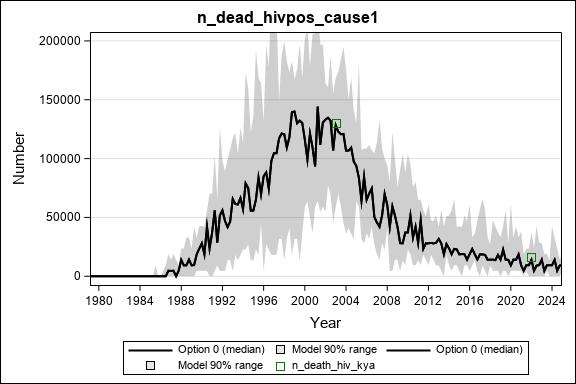 n_dead_hivpos_cause1
200000
150000
100000
50000
0
Number
1980 1984 1988 1992 1996 2000 2004 2008 2012 2016 2020 2024
Year
Option 0 (median) Model 90% range Option 0 (median)
Model 90% range n_death_hiv_kya